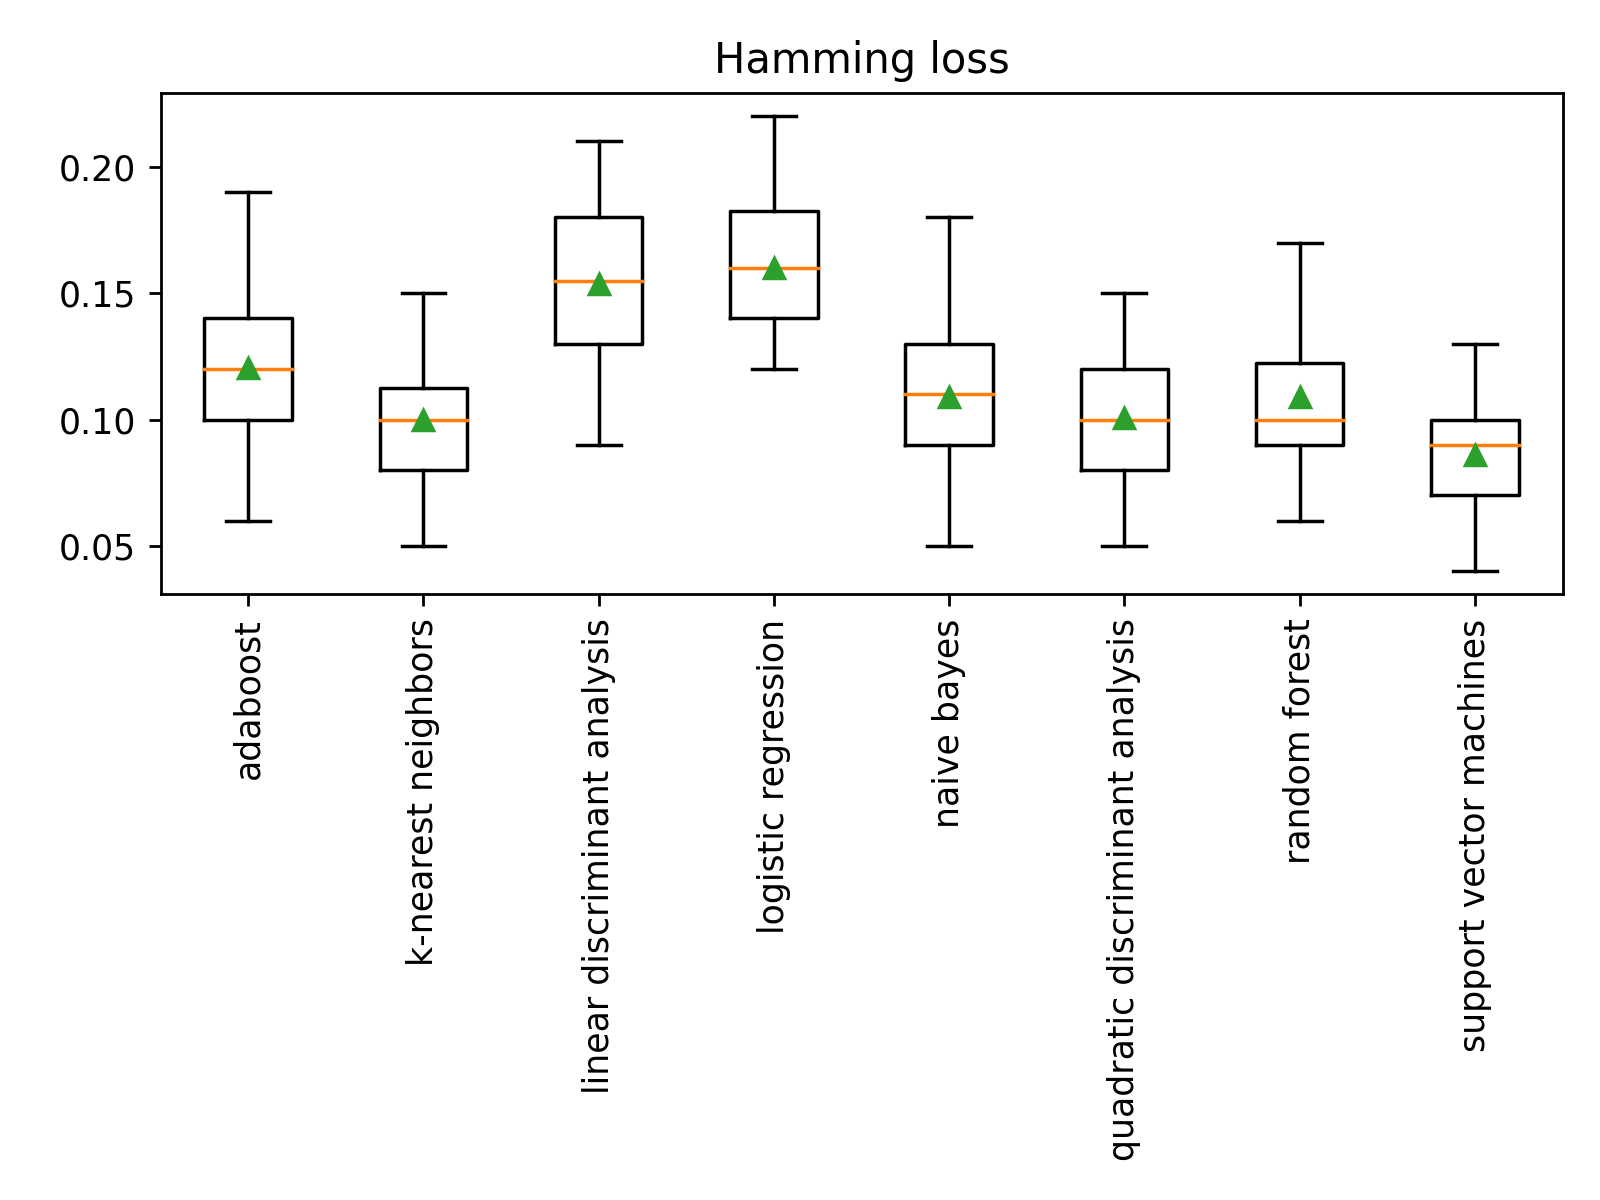 Hamming loss
0.20
0.15
0.10
0.05
adaboost
k-nearest neighbors
linear discriminant analysis
logistic regression
naive bayes
quadratic discriminant analysis
random forest
support vector machines